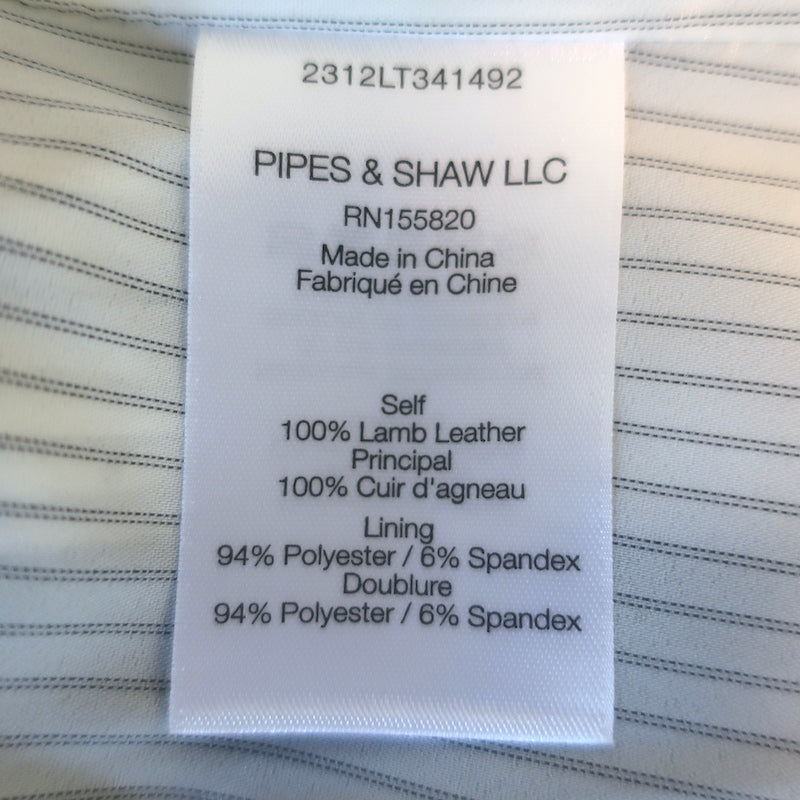 2312LT341492
PIPES & SHAW LLC
RN155820
Made in China
Fabriqué en Chine
Self
100% Lamb Leather
Principal
100% Cuir d'agneau
Lining
94% Polyester / 6% Spandex
Doublure
94% Polyester / 6% Spandex